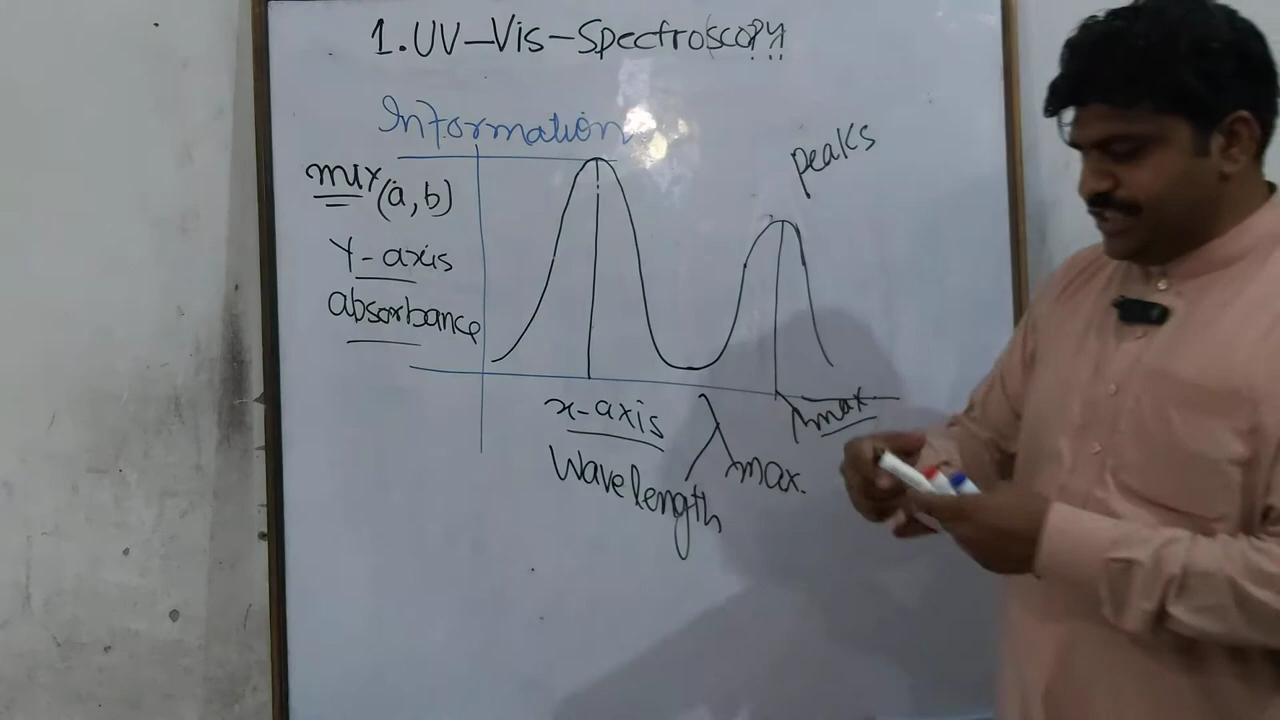 1. UV-Vis-Spectroscopy
Information
peaks
mix (a, b)
Y-axis
absorbance
x-axis
Wavelength
λmax.
λmax